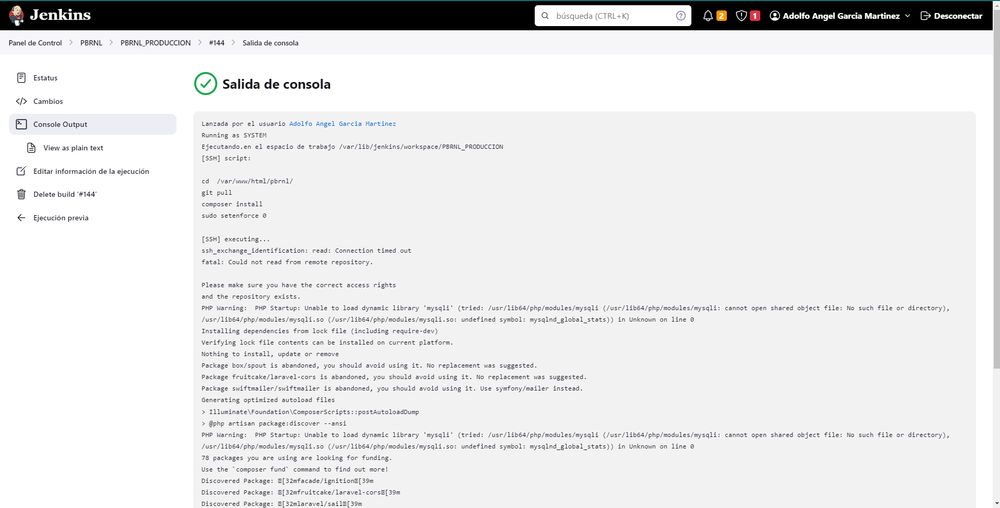 Jenkins
búsqueda (CTRL+K)
2
1
Adolfo Angel Garcia Martinez
Desconectar
Panel de Control
PBRNL
PBRNL_PRODUCCION
#144
Salida de consola
Estatus
Cambios
Console Output
View as plain text
Editar información de la ejecución
Delete build ‘#144’
Ejecución previa
Salida de consola
Lanzada por el usuario Adolfo Angel Garcia Martinez
Running as SYSTEM
Ejecutando.en el espacio de trabajo /var/lib/jenkins/workspace/PBRNL_PRODUCCION
[SSH] script:
cd  /var/www/html/pbrnl/
git pull
composer install
sudo setenforce 0
[SSH] executing...
ssh_exchange_identification: read: Connection timed out
fatal: Could not read from remote repository.
Please make sure you have the correct access rights
and the repository exists.
PHP Warning:  PHP Startup: Unable to load dynamic library 'mysqli' (tried: /usr/lib64/php/modules/mysqli (/usr/lib64/php/modules/mysqli: cannot open shared object file: No such file or directory),
/usr/lib64/php/modules/mysqli.so (/usr/lib64/php/modules/mysqli.so: undefined symbol: mysqlnd_global_stats)) in Unknown on line 0
Installing dependencies from lock file (including require-dev)
Verifying lock file contents can be installed on current platform.
Nothing to install, update or remove
Package box/spout is abandoned, you should avoid using it. No replacement was suggested.
Package fruitcake/laravel-cors is abandoned, you should avoid using it. No replacement was suggested.
Package swiftmailer/swiftmailer is abandoned, you should avoid using it. Use symfony/mailer instead.
Generating optimized autoload files
> Illuminate\Foundation\ComposerScripts::postAutoloadDump
> @php artisan package:discover --ansi
PHP Warning:  PHP Startup: Unable to load dynamic library 'mysqli' (tried: /usr/lib64/php/modules/mysqli (/usr/lib64/php/modules/mysqli: cannot open shared object file: No such file or directory),
/usr/lib64/php/modules/mysqli.so (/usr/lib64/php/modules/mysqli.so: undefined symbol: mysqlnd_global_stats)) in Unknown on line 0
78 packages you are using are looking for funding.
Use the `composer fund` command to find out more!
Discovered Package: [32mfacade/ignition[39m
Discovered Package: [32mfruitcake/laravel-cors[39m
Discovered Package: [32mlaravel/sail[39m